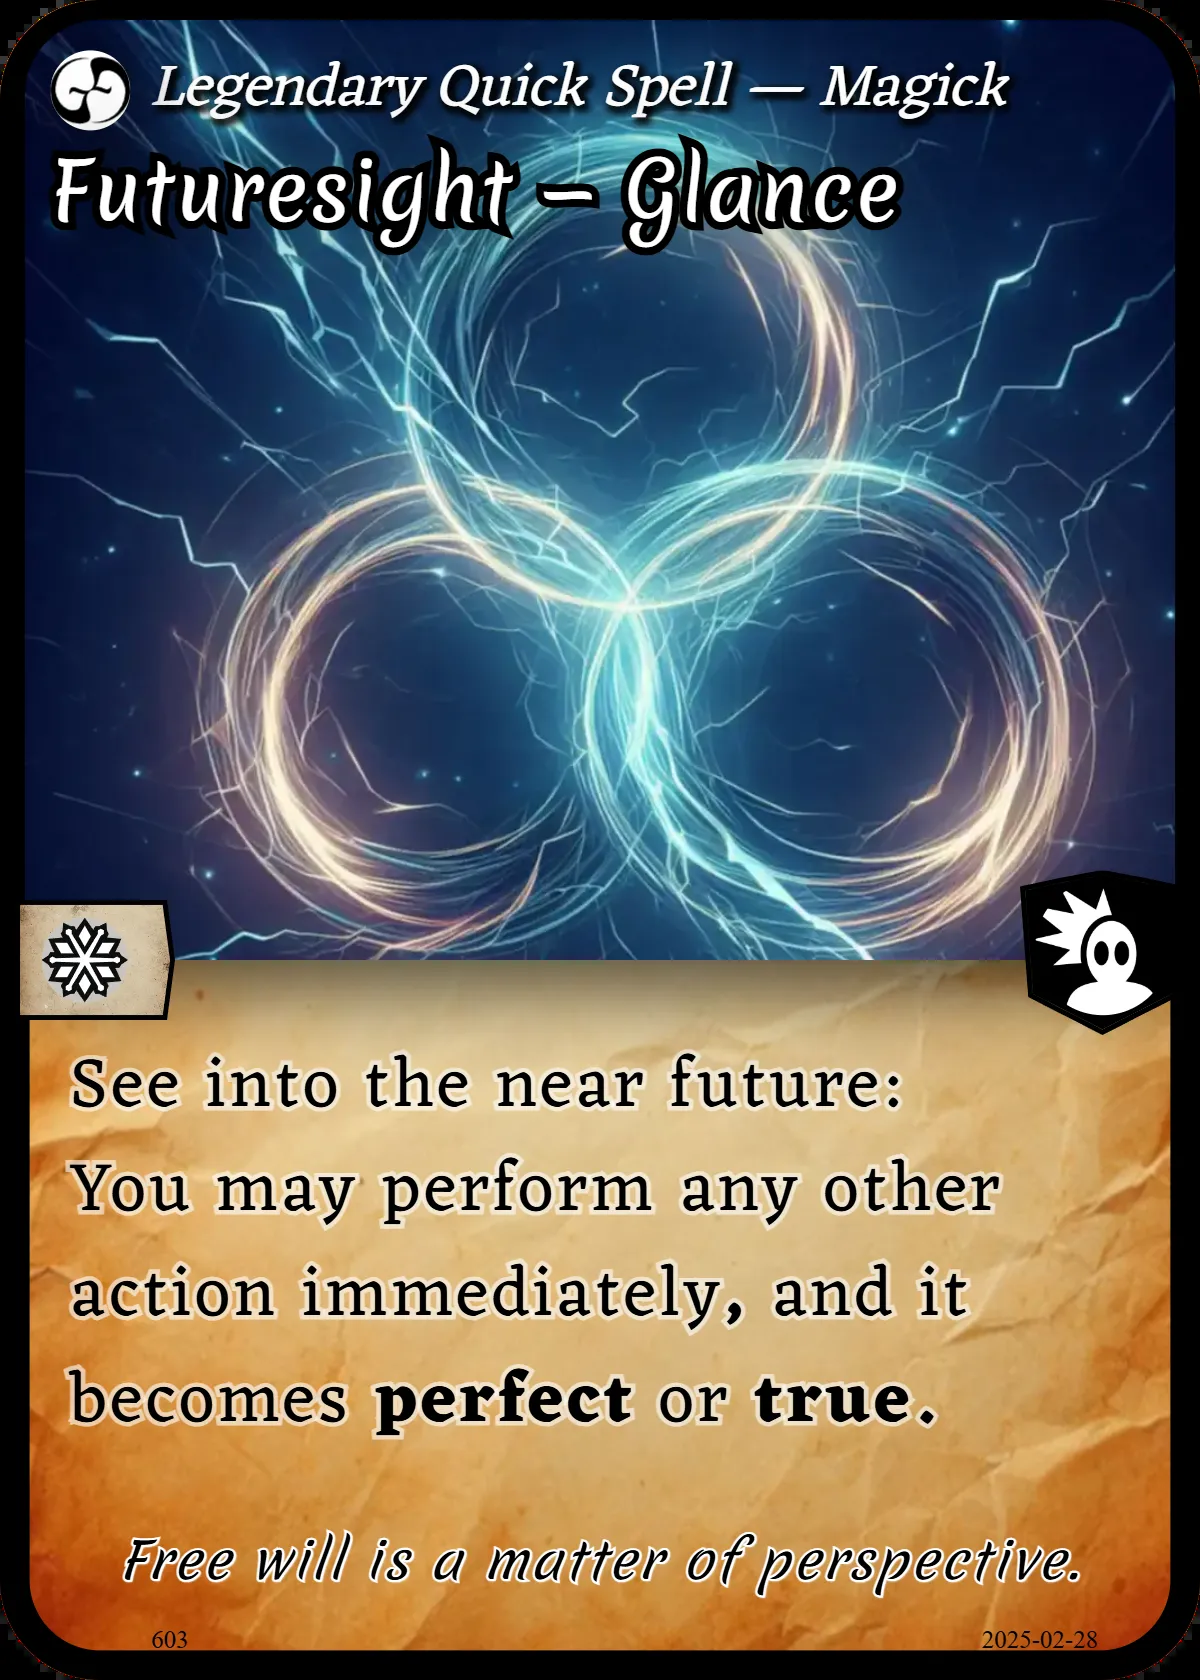 Legendary Quick Spell — Magick
Futuresight – Glance
See into the near future:
You may perform any other
action immediately, and it
becomes perfect or true.
Free will is a matter of perspective.
603
2025-02-28